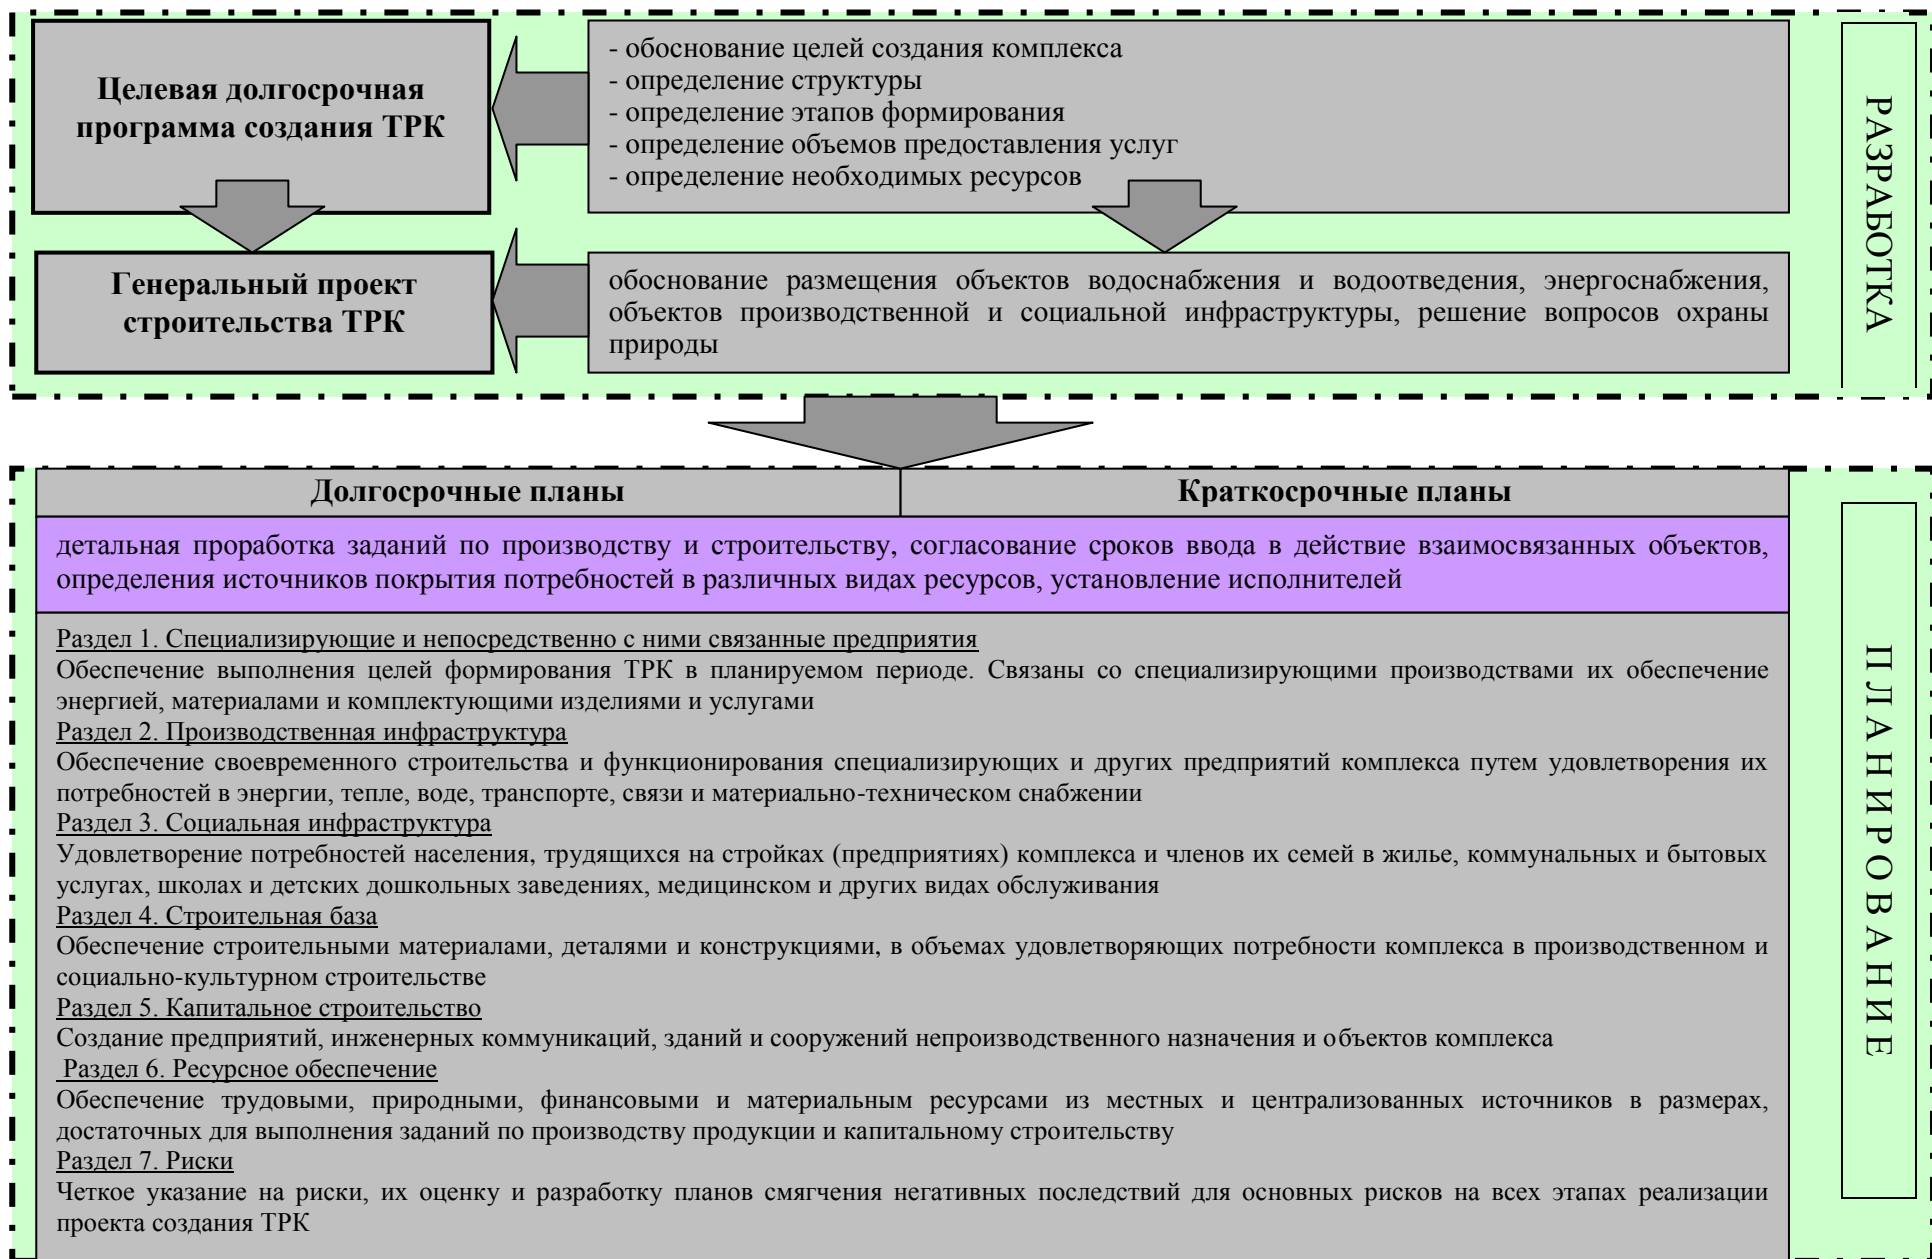 Целевая долгосрочная
программа создания ТРК
- обоснование целей создания комплекса
- определение структуры
- определение этапов формирования
- определение объемов предоставления услуг
- определение необходимых ресурсов
Генеральный проект
строительства ТРК
обоснование размещения объектов водоснабжения и водоотведения, энергоснабжения,
объектов производственной и социальной инфраструктуры, решение вопросов охраны
природы
РАЗРАБОТКА
Долгосрочные планы
Краткосрочные планы
детальная проработка заданий по производству и строительству, согласование сроков ввода в действие взаимосвязанных объектов,
определения источников покрытия потребностей в различных видах ресурсов, установление исполнителей
Раздел 1. Специализирующие и непосредственно с ними связанные предприятия
Обеспечение выполнения целей формирования ТРК в планируемом периоде. Связаны со специализирующими производствами их обеспечение
энергией, материалами и комплектующими изделиями и услугами
Раздел 2. Производственная инфраструктура
Обеспечение своевременного строительства и функционирования специализирующих и других предприятий комплекса путем удовлетворения их
потребностей в энергии, тепле, воде, транспорте, связи и материально-техническом снабжении
Раздел 3. Социальная инфраструктура
Удовлетворение потребностей населения, трудящихся на стройках (предприятиях) комплекса и членов их семей в жилье, коммунальных и бытовых
услугах, школах и детских дошкольных заведениях, медицинском и других видах обслуживания
Раздел 4. Строительная база
Обеспечение строительными материалами, деталями и конструкциями, в объемах удовлетворяющих потребности комплекса в производственном и
социально-культурном строительстве
Раздел 5. Капитальное строительство
Создание предприятий, инженерных коммуникаций, зданий и сооружений непроизводственного назначения и объектов комплекса
Раздел 6. Ресурсное обеспечение
Обеспечение трудовыми, природными, финансовыми и материальным ресурсами из местных и централизованных источников в размерах,
достаточных для выполнения заданий по производству продукции и капитальному строительству
Раздел 7. Риски
Четкое указание на риски, их оценку и разработку планов смягчения негативных последствий для основных рисков на всех этапах реализации
проекта создания ТРК
ПЛАНИРОВАНИЕ